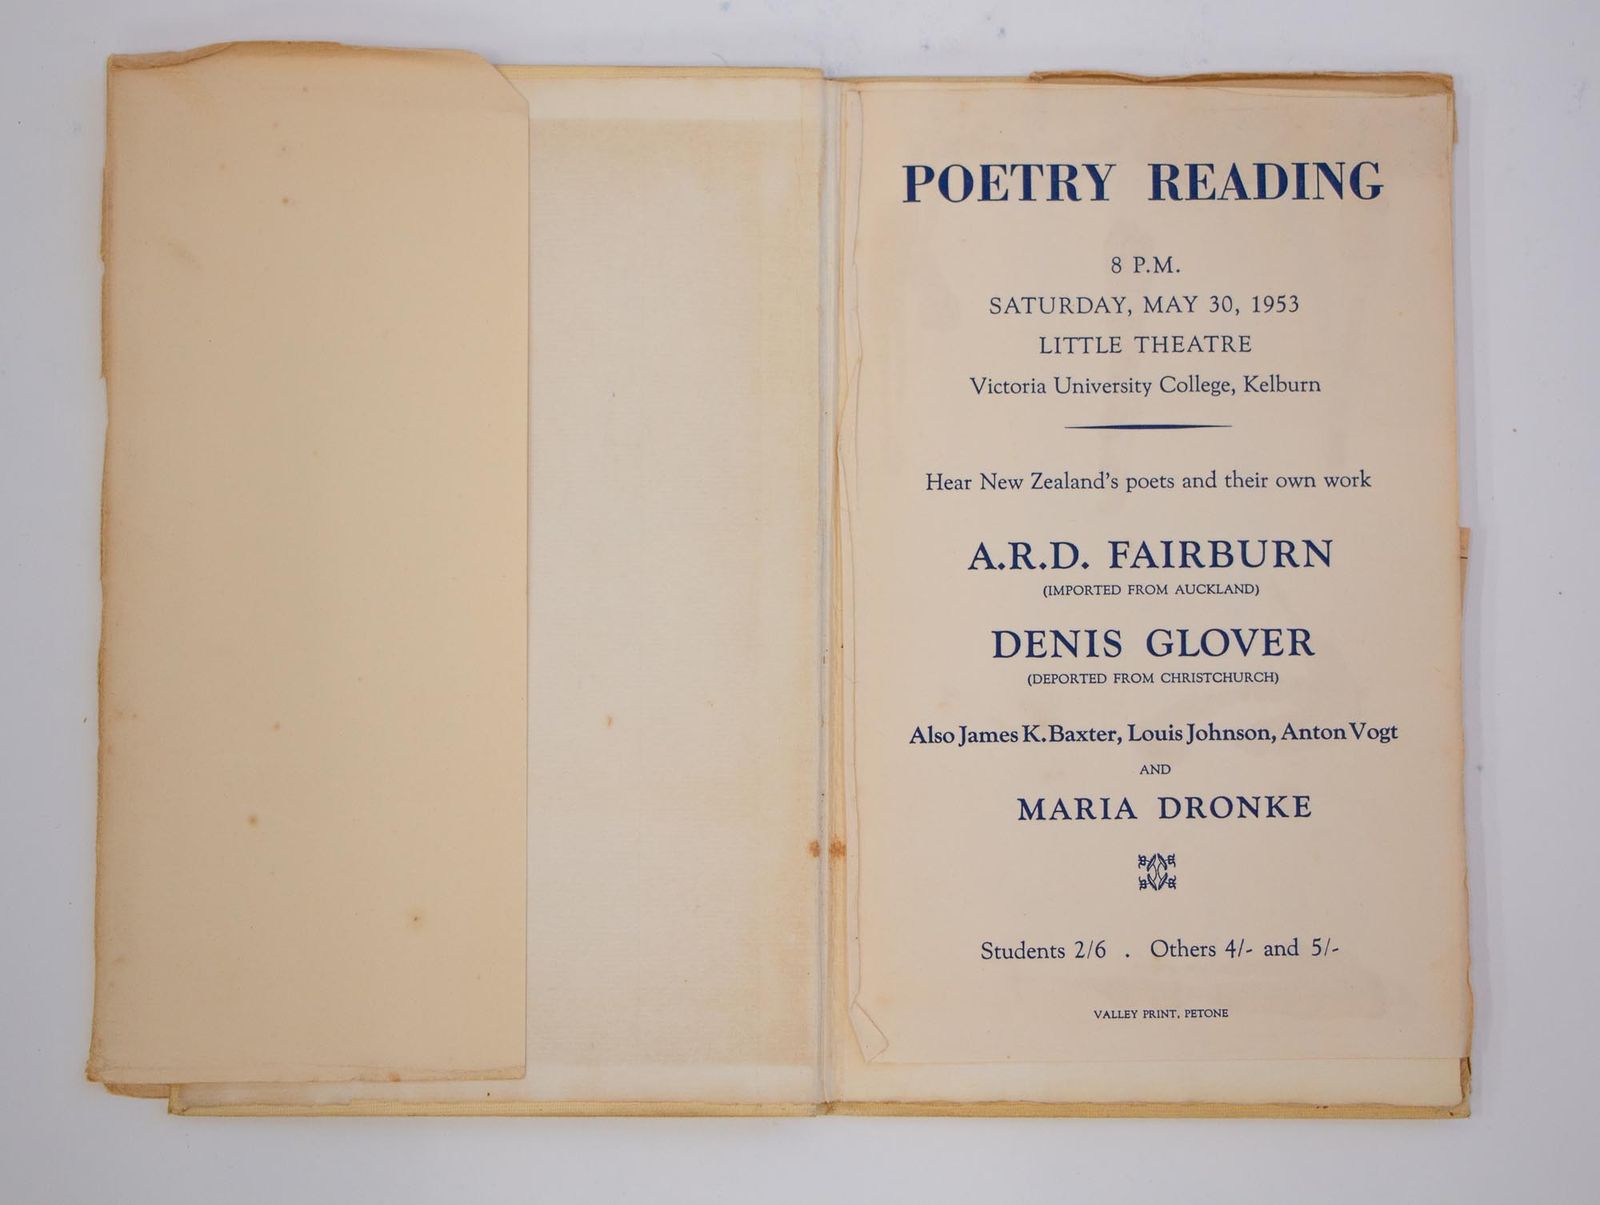 POETRY READING
8 P.M.
SATURDAY, MAY 30, 1953
LITTLE THEATRE
Victoria University College, Kelburn
Hear New Zealand's poets and their own work
A.R.D. FAIRBURN
(IMPORTED FROM AUCKLAND)
DENIS GLOVER
(DEPORTED FROM CHRISTCHURCH)
Also James K. Baxter, Louis Johnson, Anton Vogt
AND
MARIA DRONKE
Students 2/6 . Others 4/- and 5/-
VALLEY PRINT, PETONE